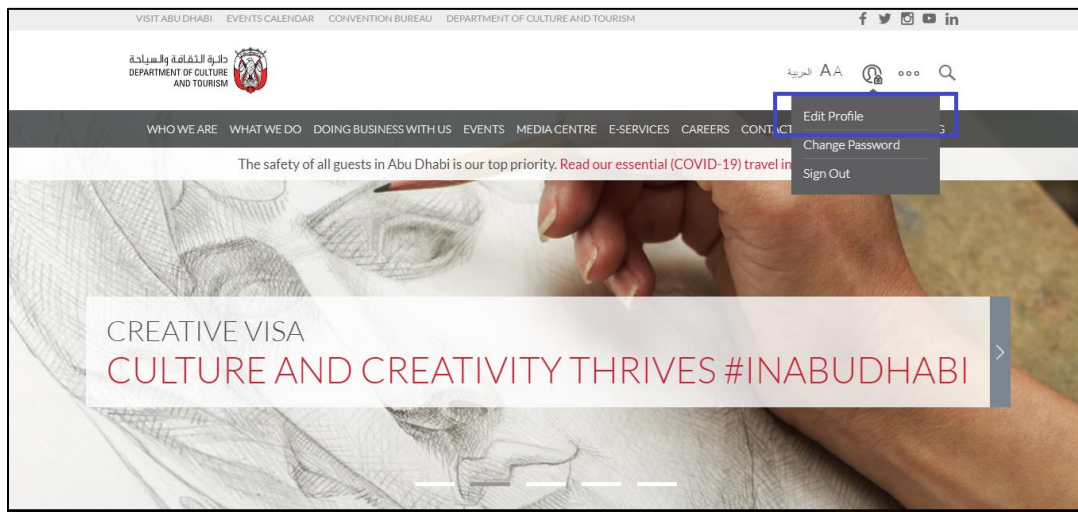 VISIT ABU DHABI EVENTS CALENDAR CONVENTION BUREAU DEPARTMENT OF CULTURE AND TOURISM
دائرة الثقافة والسياحة
DEPARTMENT OF CULTURE
AND TOURISM
العربية A A
WHO WE ARE WHAT WE DO DOING BUSINESS WITH US EVENTS MEDIA CENTRE E-SERVICES CAREERS CONTACT
Edit Profile
Change Password
Sign Out
The safety of all guests in Abu Dhabi is our top priority. Read our essential (COVID-19) travel in
CREATIVE VISA
CULTURE AND CREATIVITY THRIVES #INABUDHABI